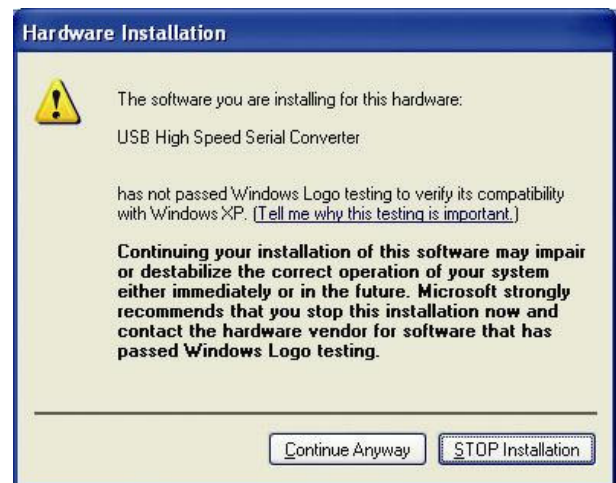 Hardware Installation
The software you are installing for this hardware:
USB High Speed Serial Converter
has not passed Windows Logo testing to verify its compatibility
with Windows XP. (Tell me why this testing is important.)
Continuing your installation of this software may impair
or destabilize the correct operation of your system
either immediately or in the future. Microsoft strongly
recommends that you stop this installation now and
contact the hardware vendor for software that has
passed Windows Logo testing.
Continue Anyway
STOP Installation